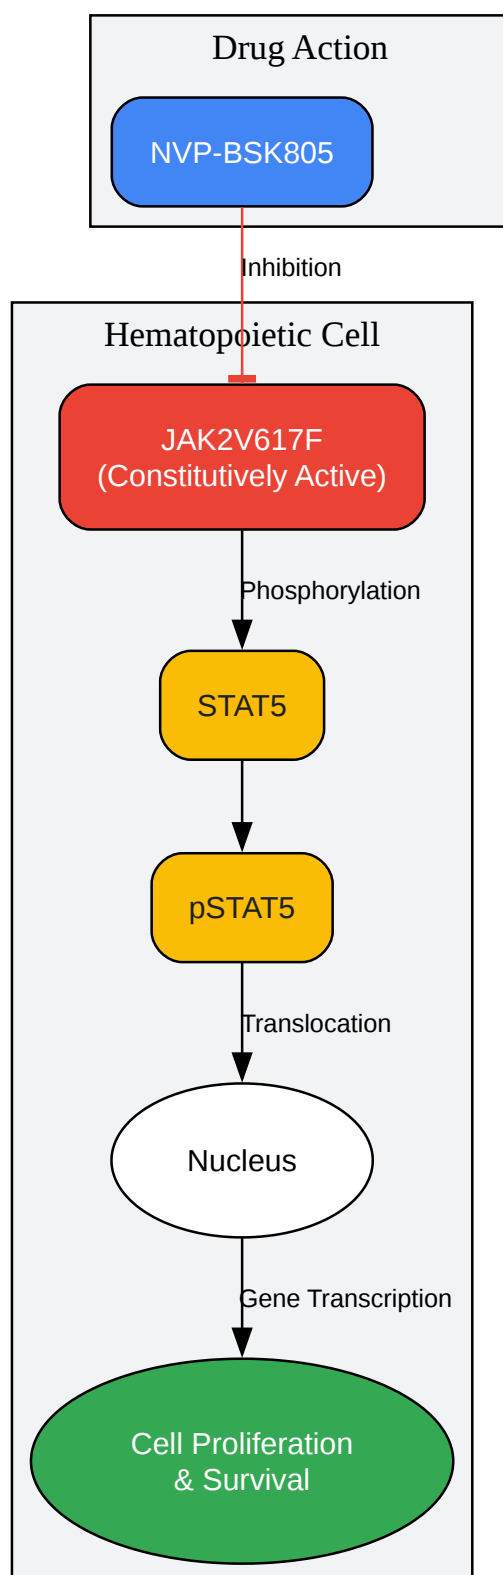 Drug Action
NVP-BSK805
Inhibition
Hematopoietic Cell
JAK2V617F
(Constitutively Active)
Phosphorylation
STAT5
pSTAT5
Translocation
Nucleus
Gene Transcription
Cell Proliferation
& Survival